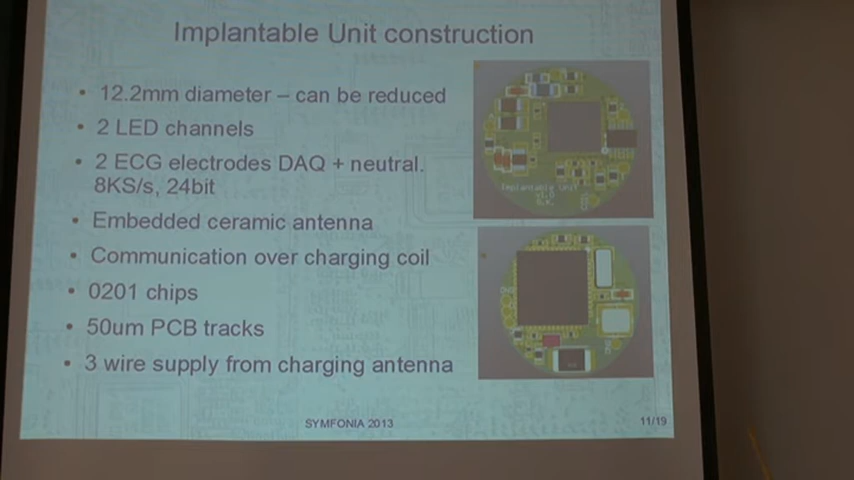 Implantable Unit construction
• 12.2mm diameter – can be reduced
• 2 LED channels
• 2 ECG electrodes DAQ + neutral.
8KS/s, 24bit
• Embedded ceramic antenna
• Communication over charging coil
• 0201 chips
• 50um PCB tracks
• 3 wire supply from charging antenna
Implantable Unit
SYMFONIA 2013
11/19